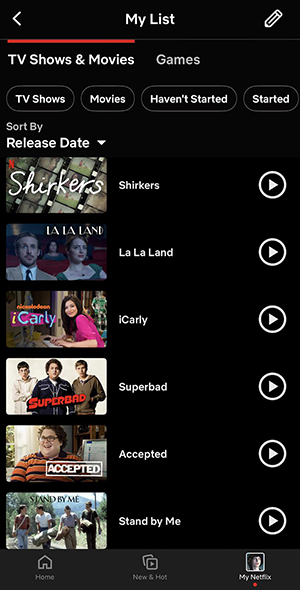 My List
TV Shows & Movies
Games
TV Shows
Movies
Haven't Started
Started
Sort By
Release Date
Shirkers
Shirkers
LA LA LAND
La La Land
nickelodeon
iCarly
iCarly
SUPERBAD
Superbad
ACCEPTED
Accepted
STAND BY ME
Stand by Me
Home
New & Hot
My Netflix